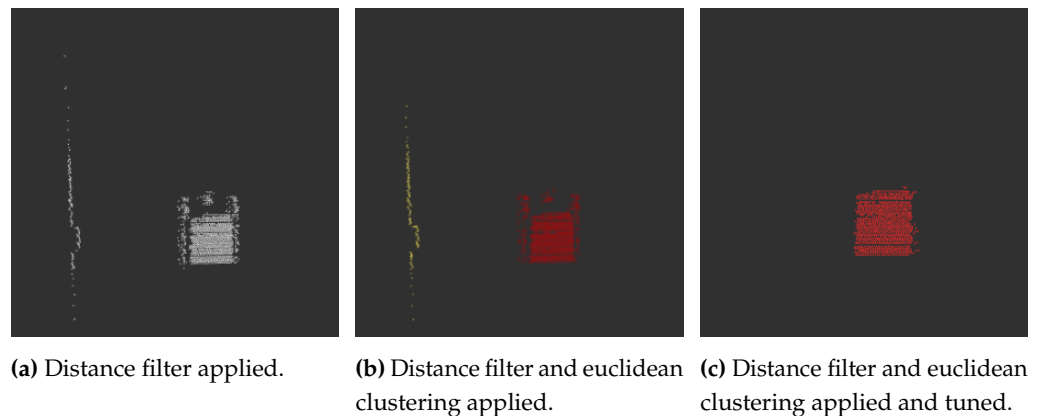 (a) Distance filter applied.
(b) Distance filter and euclidean
clustering applied.
(c) Distance filter and euclidean
clustering applied and tuned.